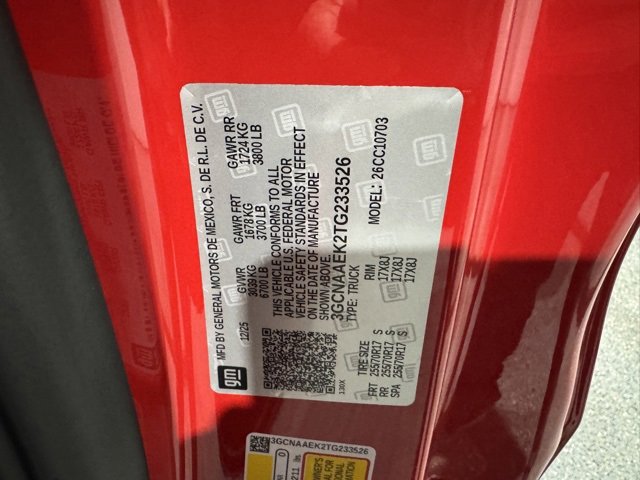 MFD BY GENERAL MOTORS DE MEXICO, S. DE R.L. DE C.V.
12/25 GVWR GAWR FRT GAWR RR
3039 KG 1678 KG 1724 KG
6700 LB 3700 LB 3800 LB
THIS VEHICLE CONFORMS TO ALL
APPLICABLE U.S. FEDERAL MOTOR
VEHICLE SAFETY STANDARDS IN EFFECT
ON THE DATE OF MANUFACTURE
SHOWN ABOVE.
3GCNAAEK2TG233526
TYPE: TRUCK MODEL: 26CC10703
130X
TIRE SIZE RIM
FRT 255/70R17 S 17X8J
RR 255/70R17 S 17X8J
SPA 255/70R17 S 17X8J
gm
3GCNAAEK2TG233526